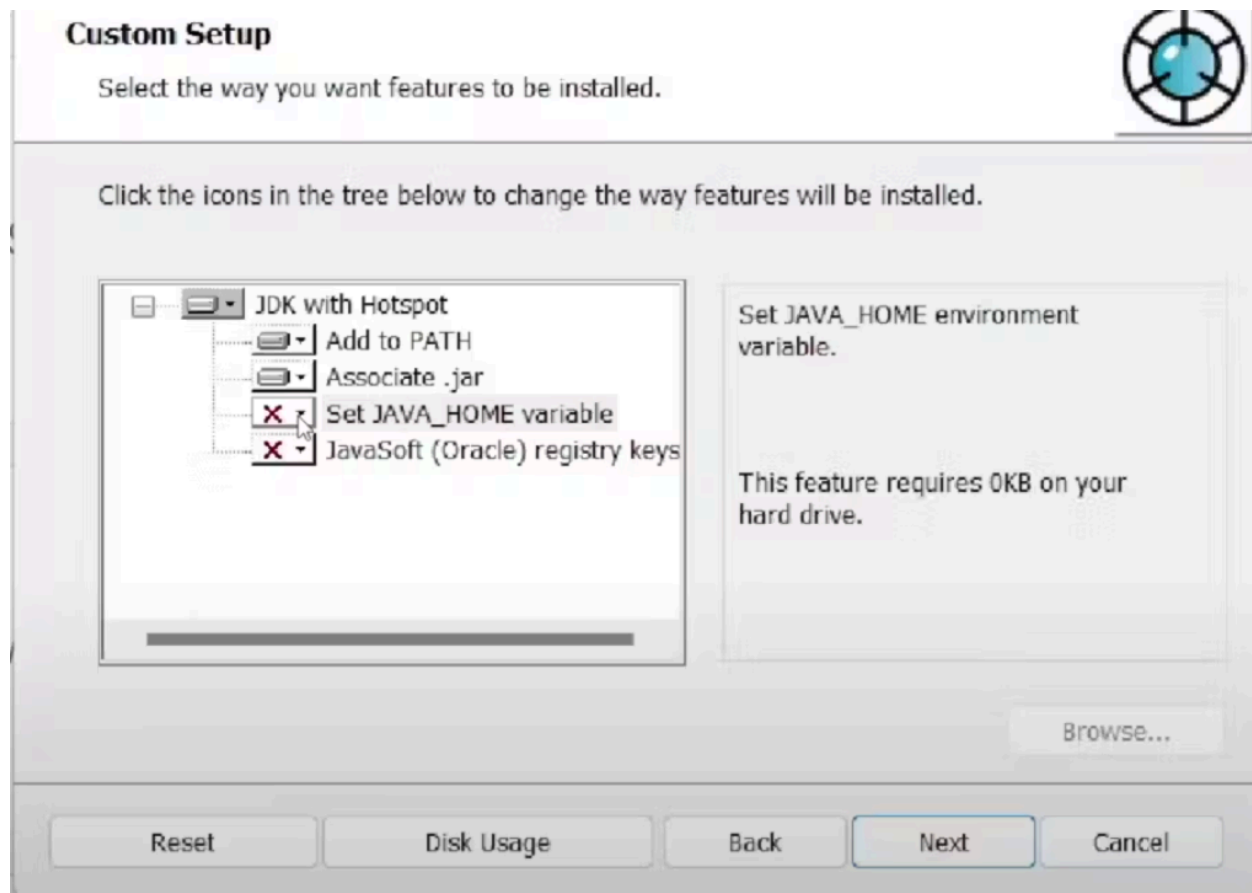 Custom Setup
Select the way you want features to be installed.
Click the icons in the tree below to change the way features will be installed.
JDK with Hotspot
Add to PATH
Associate .jar
Set JAVA_HOME variable
JavaSoft (Oracle) registry keys
Set JAVA_HOME environment
variable.
This feature requires 0KB on your
hard drive.
Browse...
Reset
Disk Usage
Back
Next
Cancel